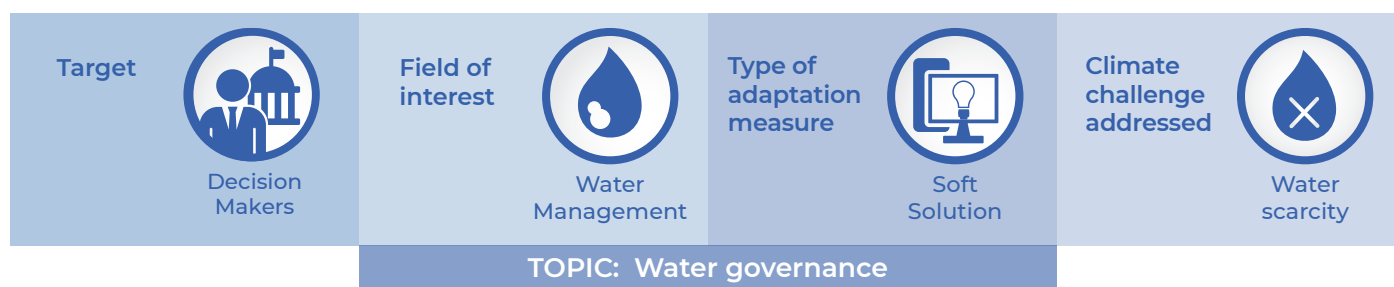 Target
Decision
Makers
Field of
interest
Water
Management
Type of
adaptation
measure
Soft
Solution
Climate
challenge
addressed
Water
scarcity
TOPIC: Water governance